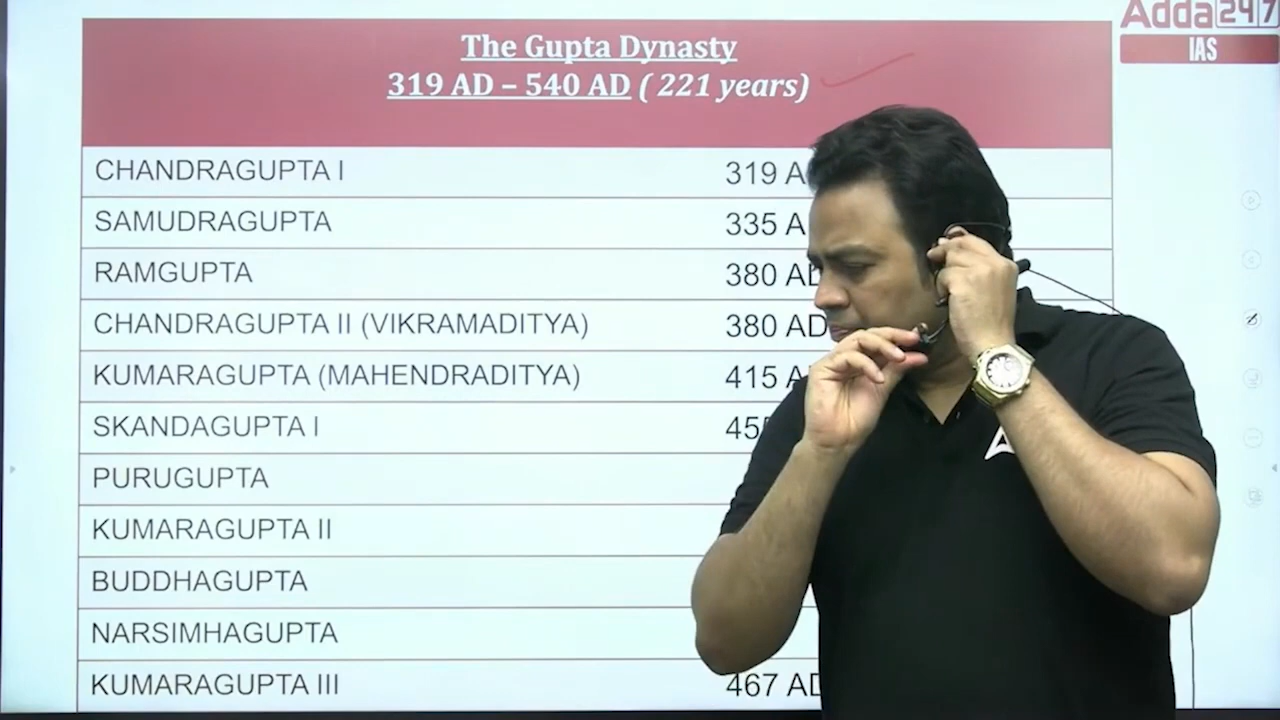 Adda247
IAS
The Gupta Dynasty
319 AD – 540 AD ( 221 years)
CHANDRAGUPTA I 319 A
SAMUDRAGUPTA 335 A
RAMGUPTA 380 AD
CHANDRAGUPTA II (VIKRAMADITYA) 380 AD
KUMARAGUPTA (MAHENDRADITYA) 415 A
SKANDAGUPTA I 455
PURUGUPTA
KUMARAGUPTA II
BUDDHAGUPTA
NARSIMHAGUPTA
KUMARAGUPTA III 467 AD